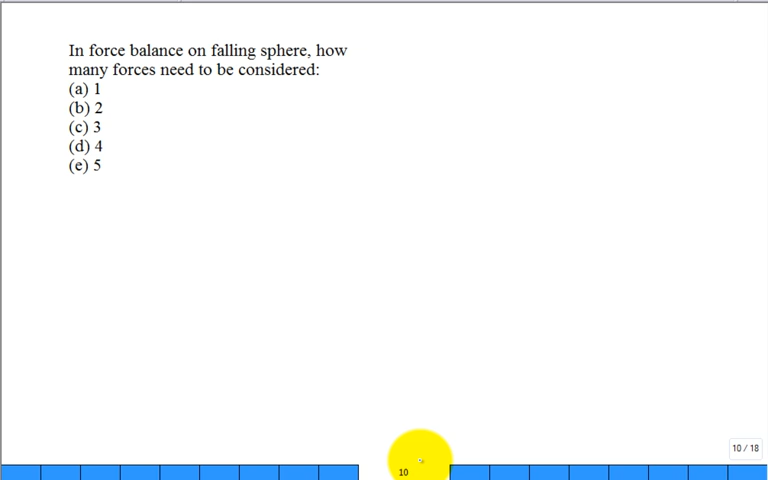 In force balance on falling sphere, how
many forces need to be considered:
(a) 1
(b) 2
(c) 3
(d) 4
(e) 5
10 / 18
10